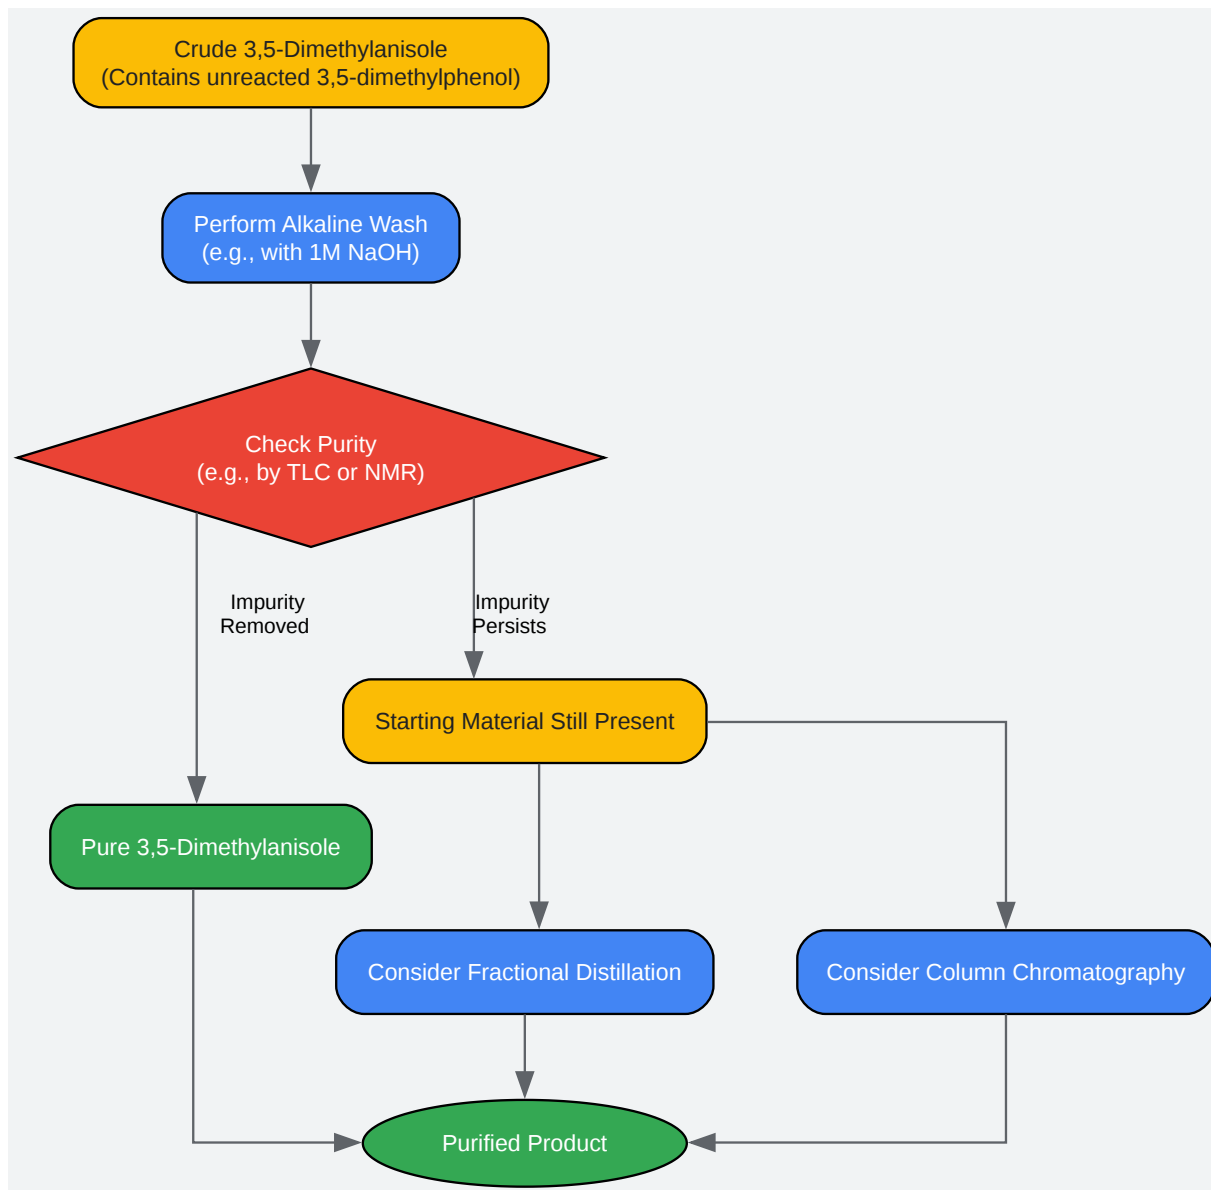 Crude 3,5-Dimethylanisole
(Contains unreacted 3,5-dimethylphenol)
Perform Alkaline Wash
(e.g., with 1M NaOH)
Check Purity
(e.g., by TLC or NMR)
Impurity
Removed
Impurity
Persists
Starting Material Still Present
Pure 3,5-Dimethylanisole
Consider Fractional Distillation
Consider Column Chromatography
Purified Product